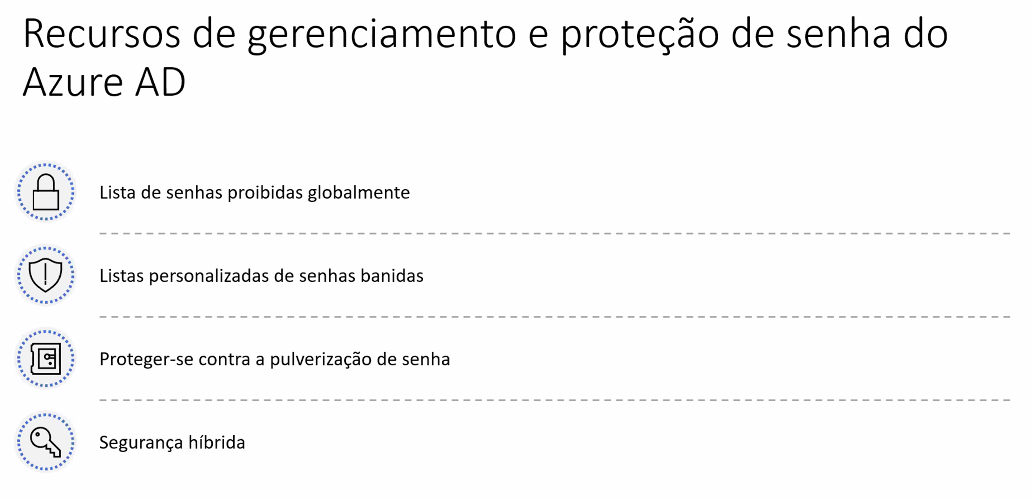 Recursos de gerenciamento e proteção de senha do
Azure AD
Lista de senhas proibidas globalmente
Listas personalizadas de senhas banidas
Proteger-se contra a pulverização de senha
Segurança híbrida